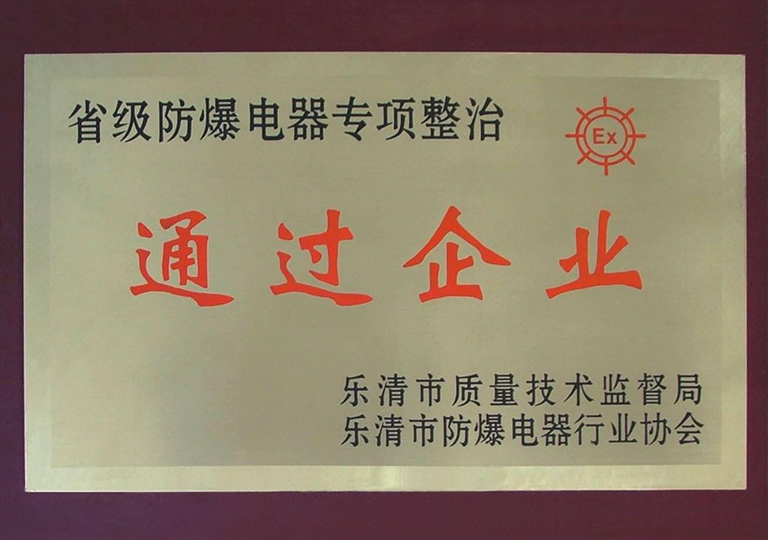 省级防爆电器专项整治
Ex
通过企业
乐清市质量技术监督局
乐清市防爆电器行业协会